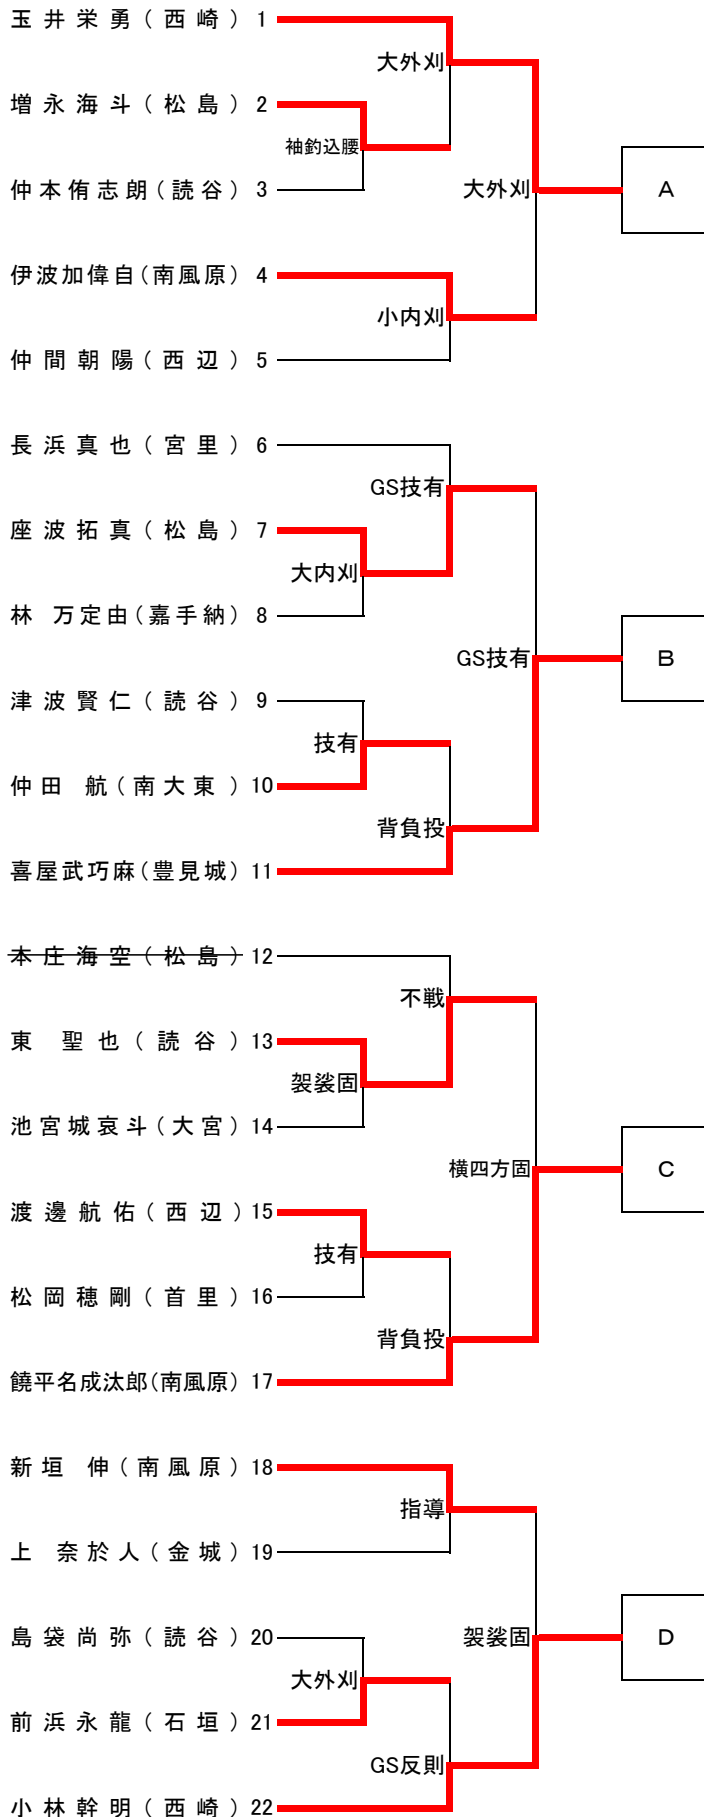 玉井栄勇(西崎) 1
大外刈
増永海斗(松島) 2
袖釣込腰
仲本侑志朗(読谷) 3
大外刈
A
伊波加偉自(南風原) 4
小内刈
仲間朝陽(西辺) 5
長浜真也(宮里) 6
GS技有
座波拓真(松島) 7
大内刈
林 万定由(嘉手納) 8
GS技有
B
津波賢仁(読谷) 9
技有
仲田 航(南大東) 10
背負投
喜屋武巧麻(豊見城) 11
本庄海空(松島) 12
不戦
東 聖也(読谷) 13
袈裟固
池宮城哀斗(大宮) 14
横四方固
C
渡邊航佑(西辺) 15
技有
松岡穂剛(首里) 16
背負投
饒平名成汰郎(南風原) 17
新垣 伸(南風原) 18
指導
上 奈於人(金城) 19
島袋尚弥(読谷) 20
袈裟固
D
大外刈
前浜永龍(石垣) 21
GS反則
小林幹明(西崎) 22